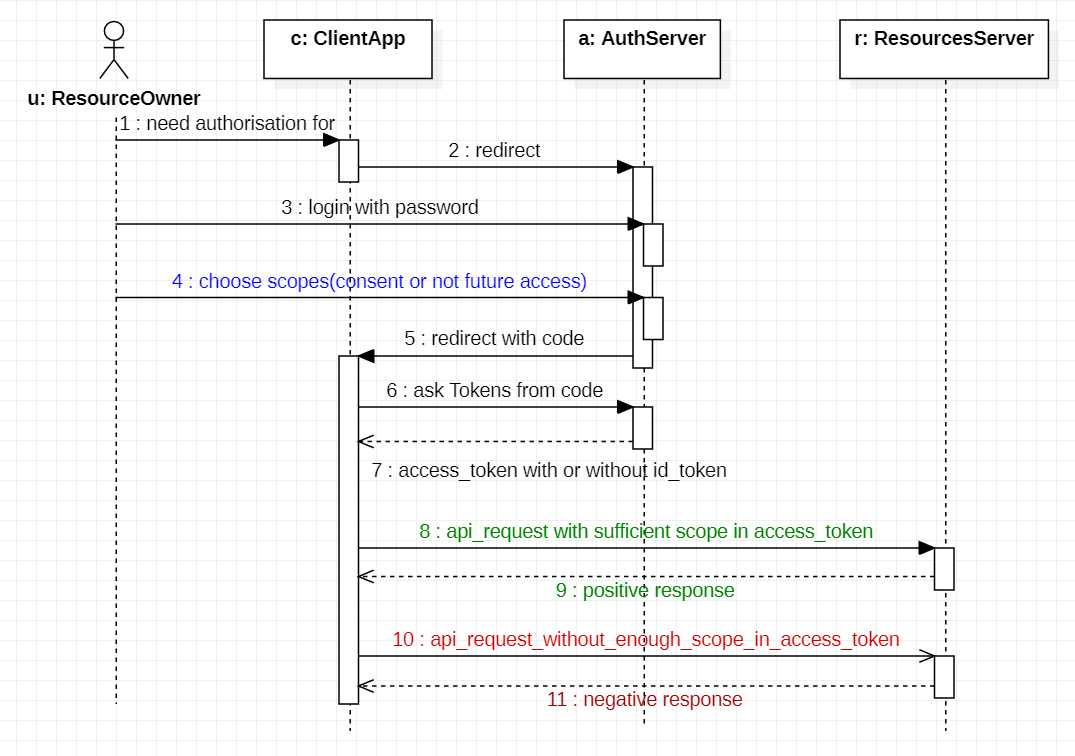 c: ClientApp
a: AuthServer
r: ResourcesServer
u: ResourceOwner
1 : need authorisation for
2 : redirect
3 : login with password
4 : choose scopes(consent or not future access)
5 : redirect with code
6 : ask Tokens from code
7 : access_token with or without id_token
8 : api_request with sufficient scope in access_token
9 : positive response
10 : api_request_without_enough_scope_in_access_token
11 : negative response